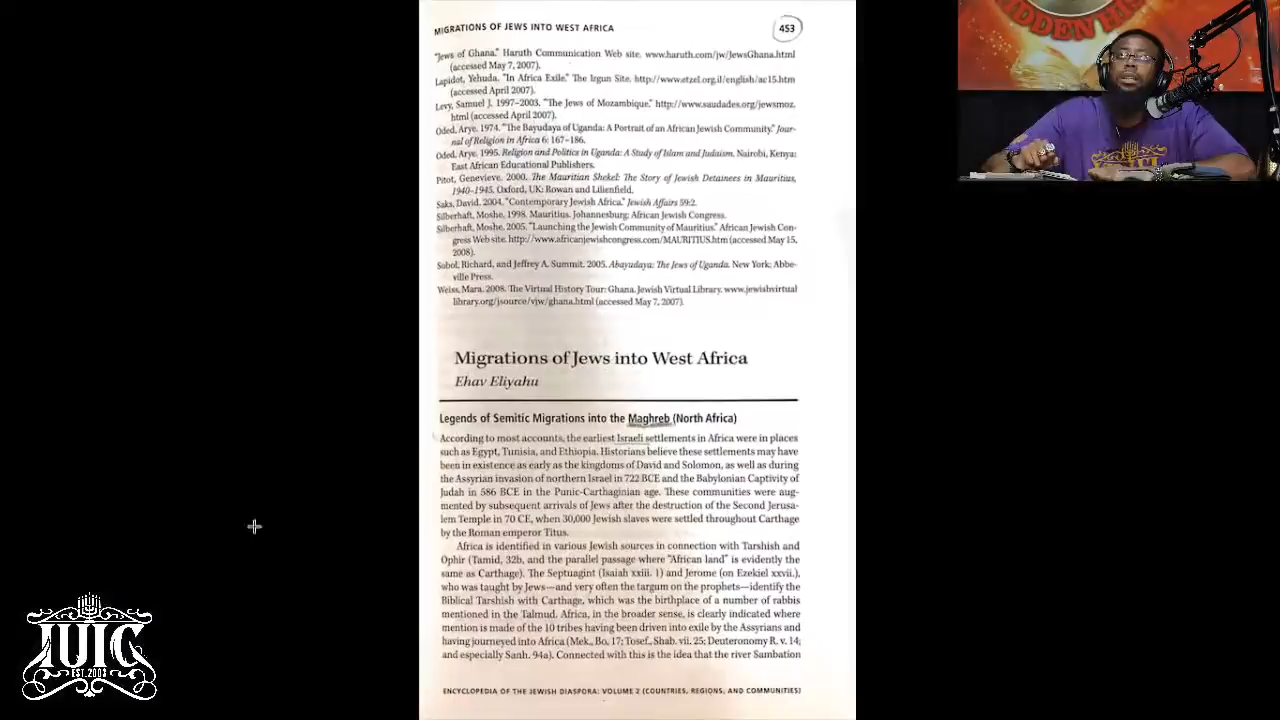 MIGRATIONS OF JEWS INTO WEST AFRICA 453
"Jews of Ghana." Haruth Communication Web site. www.haruth.com/jw/JewsGhana.html
(accessed May 7, 2007).
Lapidot, Yehuda. "In Africa Exile." The Irgun Site. http://www.etzel.org.il/english/ac15.htm
(accessed April 2007).
Levy, Samuel J. 1997–2003. "The Jews of Mozambique." http://www.saudades.org/jewsmoz.
html (accessed April 2007).
Oded, Arye. 1974. "The Bayudaya of Uganda: A Portrait of an African Jewish Community." Jour-
nal of Religion in Africa 6: 167–186.
Oded, Arye. 1995. Religion and Politics in Uganda: A Study of Islam and Judaism. Nairobi, Kenya:
East African Educational Publishers.
Pitot, Genevieve. 2000. The Mauritian Shekel: The Story of Jewish Detainees in Mauritius,
1940–1945. Oxford, UK: Rowan and Lilienfield.
Saks, David. 2004. "Contemporary Jewish Africa." Jewish Affairs 59:2.
Silberhaft, Moshe. 1998. Mauritius. Johannesburg: African Jewish Congress.
Silberhaft, Moshe. 2005. "Launching the Jewish Community of Mauritius." African Jewish Con-
gress Web site. http://www.africanjewishcongress.com/MAURITIUS.htm (accessed May 15,
2008).
Sobol, Richard, and Jeffrey A. Summit. 2005. Abayudaya: The Jews of Uganda. New York: Abbe-
ville Press.
Weiss, Mara. 2008. The Virtual History Tour: Ghana. Jewish Virtual Library. www.jewishvirtual
library.org/jsource/vjw/ghana.html (accessed May 7, 2007).
Migrations of Jews into West Africa
Ehav Eliyahu
Legends of Semitic Migrations into the Maghreb (North Africa)
According to most accounts, the earliest Israeli settlements in Africa were in places
such as Egypt, Tunisia, and Ethiopia. Historians believe these settlements may have
been in existence as early as the kingdoms of David and Solomon, as well as during
the Assyrian invasion of northern Israel in 722 BCE and the Babylonian Captivity of
Judah in 586 BCE in the Punic-Carthaginian age. These communities were aug-
mented by subsequent arrivals of Jews after the destruction of the Second Jerusa-
lem Temple in 70 CE, when 30,000 Jewish slaves were settled throughout Carthage
by the Roman emperor Titus.
Africa is identified in various Jewish sources in connection with Tarshish and
Ophir (Tamid, 32b, and the parallel passage where "African land" is evidently the
same as Carthage). The Septuagint (Isaiah xxiii. 1) and Jerome (on Ezekiel xxvii.),
who was taught by Jews—and very often the targum on the prophets—identify the
Biblical Tarshish with Carthage, which was the birthplace of a number of rabbis
mentioned in the Talmud. Africa, in the broader sense, is clearly indicated where
mention is made of the 10 tribes having been driven into exile by the Assyrians and
having journeyed into Africa (Mek., Bo, 17; Tosef., Shab. vii. 25; Deuteronomy R. v. 14;
and especially Sanh. 94a). Connected with this is the idea that the river Sambation
ENCYCLOPEDIA OF THE JEWISH DIASPORA: VOLUME 2 (COUNTRIES, REGIONS, AND COMMUNITIES)
IUIC
EST. 2003